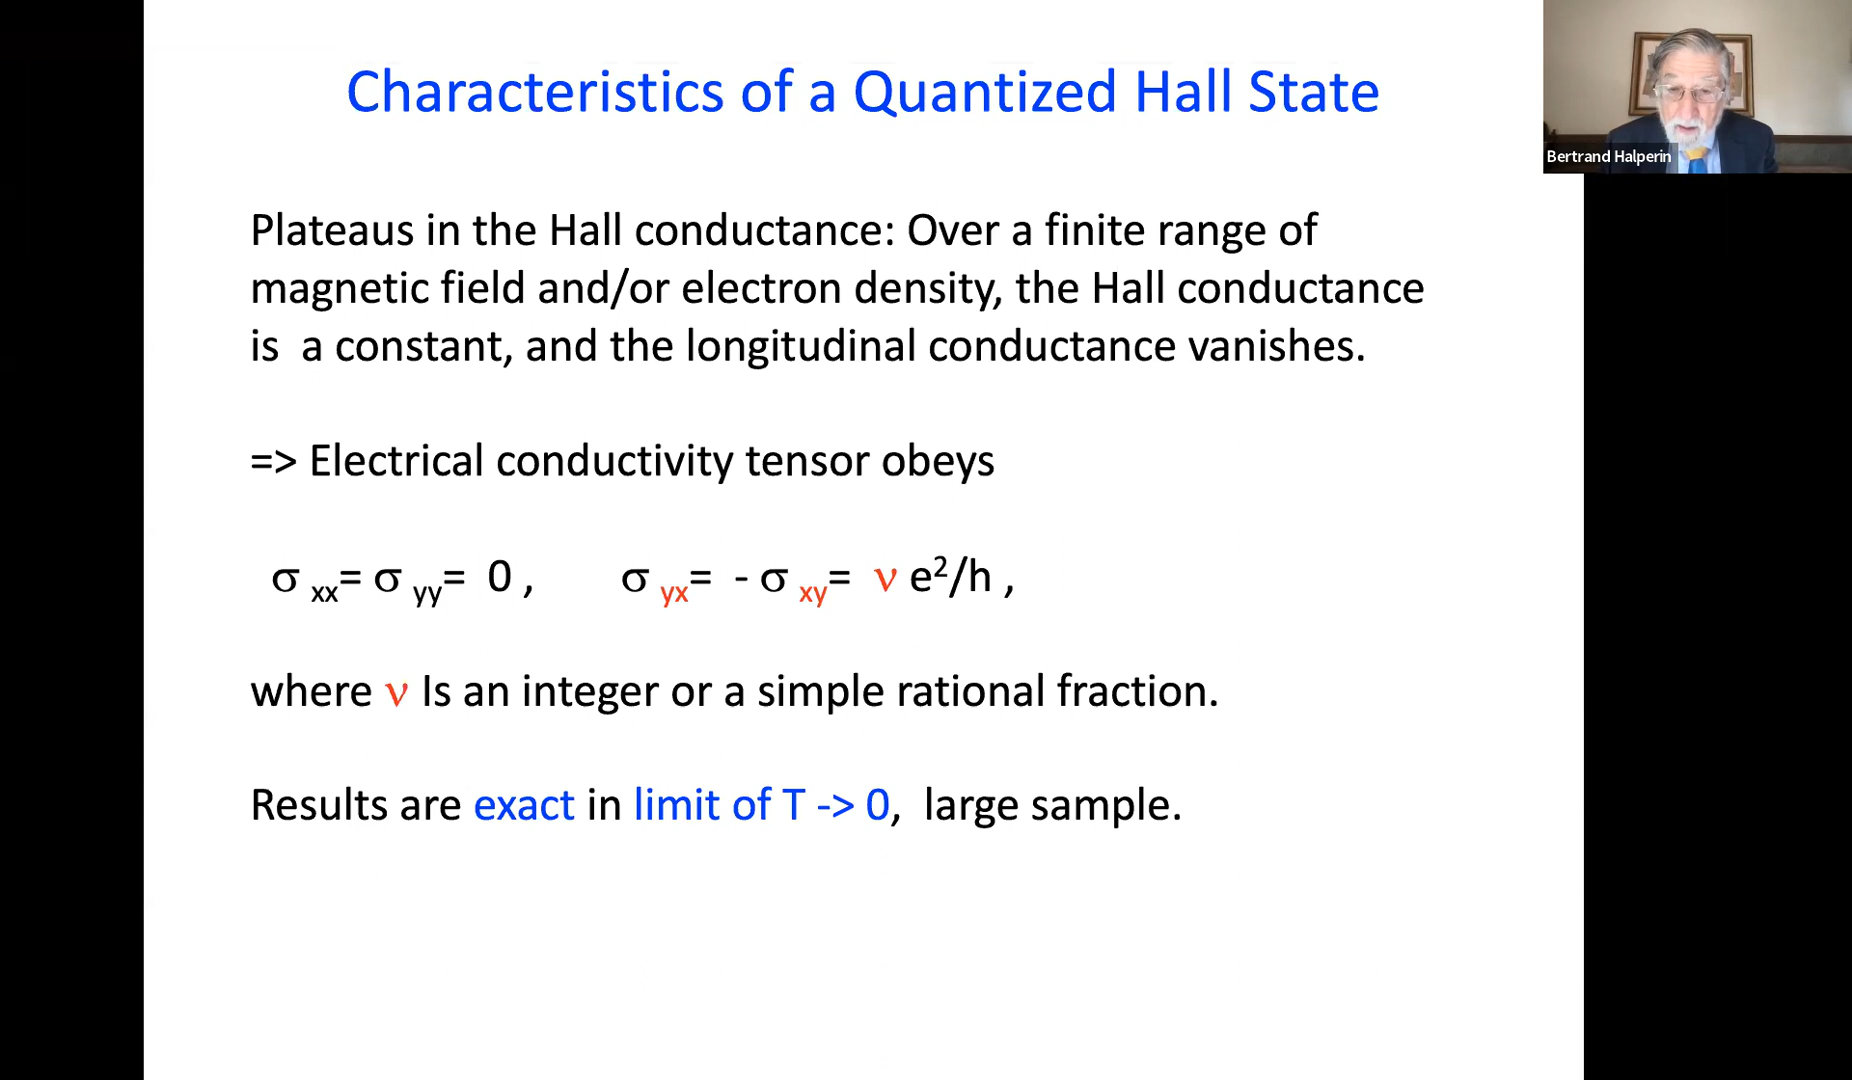 Characteristics of a Quantized Hall State
Bertrand Halperin
Plateaus in the Hall conductance: Over a finite range of
magnetic field and/or electron density, the Hall conductance
is a constant, and the longitudinal conductance vanishes.
=> Electrical conductivity tensor obeys
σ xx= σ yy= 0 , σ yx= - σ xy= ν e²/h ,
where ν Is an integer or a simple rational fraction.
Results are exact in limit of T -> 0, large sample.